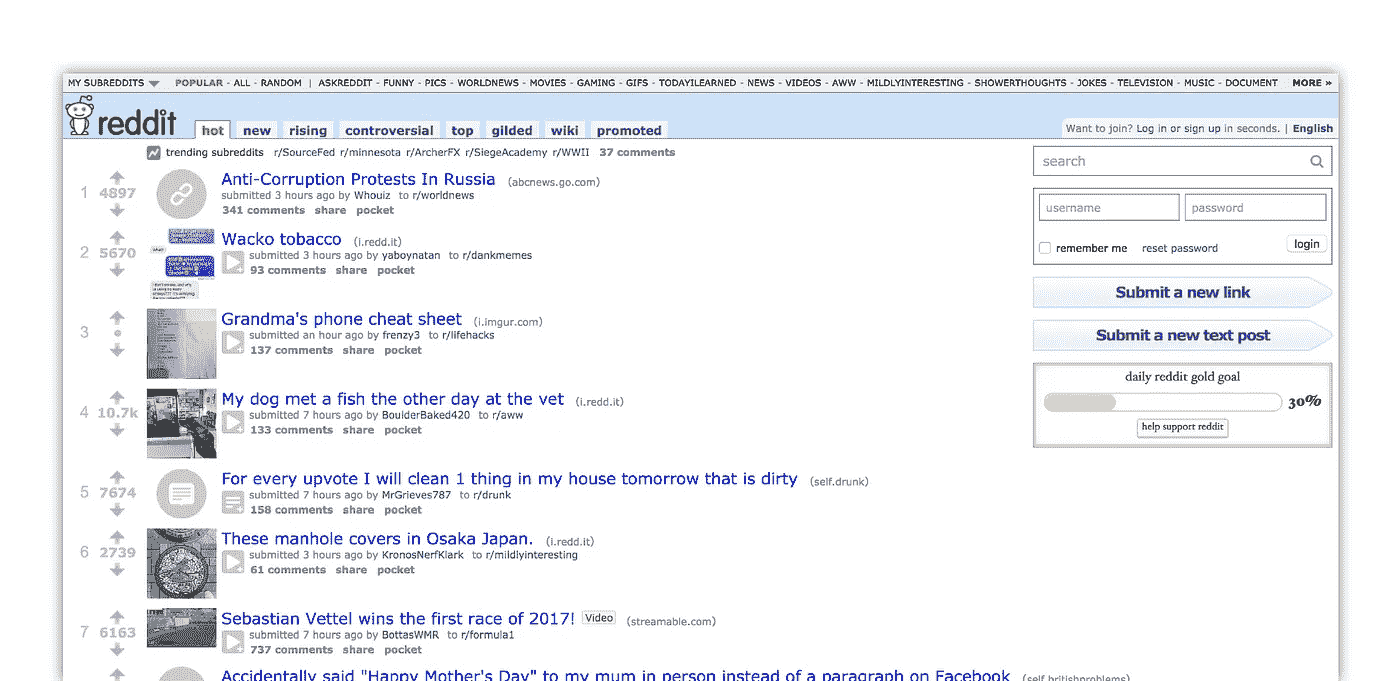 MY SUBREDDITS POPULAR - ALL - RANDOM | ASKREDDIT - FUNNY - PICS - WORLDNEWS - MOVIES - GAMING - GIFS - TODAYILEARNED - NEWS - VIDEOS - AWW - MILDLYINTERESTING - SHOWERTHOUGHTS - JOKES - TELEVISION - MUSIC - DOCUMENT MORE »
reddit hot new rising controversial top gilded wiki promoted
Want to join? Log in or sign up in seconds. | English
trending subreddits r/SourceFed r/minnesota r/ArcherFX r/SiegeAcademy r/WWII 37 comments
1 4897
Anti-Corruption Protests In Russia (abcnews.go.com)
submitted 3 hours ago by Whouiz to r/worldnews
341 comments share pocket
2 5670
Wacko tobacco (i.redd.it)
submitted 3 hours ago by yaboynatan to r/dankmemes
93 comments share pocket
3 •
Grandma's phone cheat sheet (i.imgur.com)
submitted an hour ago by frenzy3 to r/lifehacks
137 comments share pocket
4 10.7k
My dog met a fish the other day at the vet (i.redd.it)
submitted 7 hours ago by BoulderBaked420 to r/aww
133 comments share pocket
5 7674
For every upvote I will clean 1 thing in my house tomorrow that is dirty (self.drunk)
submitted 7 hours ago by MrGrieves787 to r/drunk
158 comments share pocket
6 2739
These manhole covers in Osaka Japan. (i.redd.it)
submitted 3 hours ago by KronosNerfKlark to r/mildlyinteresting
61 comments share pocket
7 6163
Sebastian Vettel wins the first race of 2017! Video (streamable.com)
submitted 7 hours ago by BottasWMR to r/formula1
737 comments share pocket
Accidentally said "Happy Mother's Day" to my mum in person instead of a paragraph on Facebook (self.britishproblems)
search
username password
remember me reset password login
Submit a new link
Submit a new text post
daily reddit gold goal
30%
help support reddit